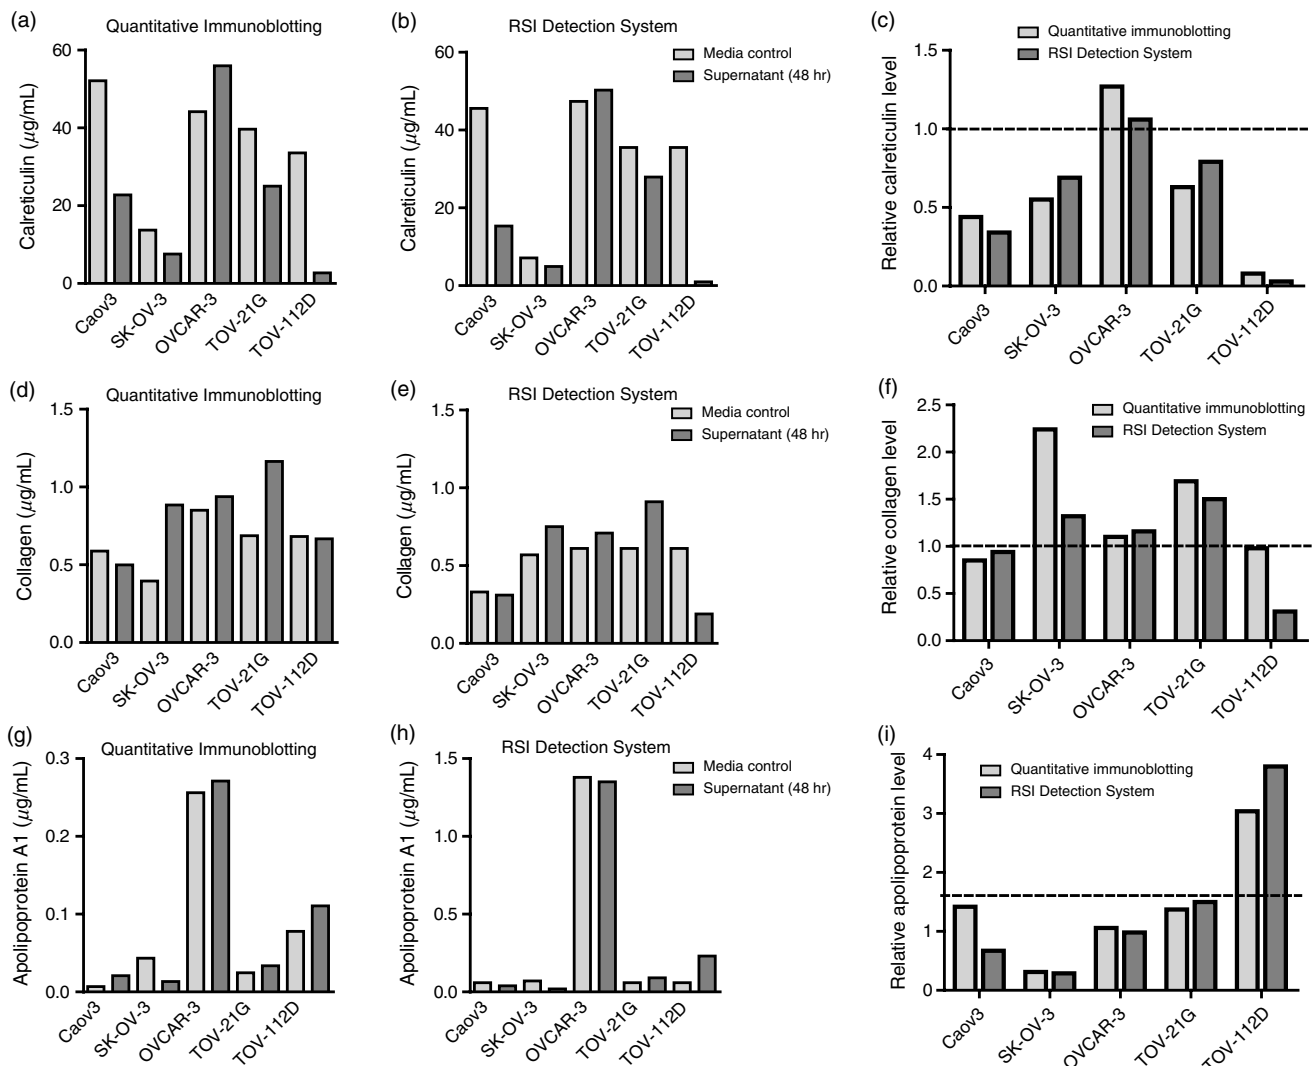 (a)
Quantitative Immunoblotting
Calreticulin (μg/mL)
60
40
20
0
Caov3
SK-OV-3
OVCAR-3
TOV-21G
TOV-112D
(b)
RSI Detection System
Media control
Supernatant (48 hr)
Calreticulin (μg/mL)
60
40
20
0
Caov3
SK-OV-3
OVCAR-3
TOV-21G
TOV-112D
(c)
Quantitative immunoblotting
RSI Detection System
Relative calreticulin level
1.5
1.0
0.5
0.0
Caov3
SK-OV-3
OVCAR-3
TOV-21G
TOV-112D
(d)
Quantitative Immunoblotting
Collagen (μg/mL)
1.5
1.0
0.5
0.0
Caov3
SK-OV-3
OVCAR-3
TOV-21G
TOV-112D
(e)
RSI Detection System
Media control
Supernatant (48 hr)
Collagen (μg/mL)
1.5
1.0
0.5
0.0
Caov3
SK-OV-3
OVCAR-3
TOV-21G
TOV-112D
(f)
Quantitative immunoblotting
RSI Detection System
Relative collagen level
2.5
2.0
1.5
1.0
0.5
0.0
Caov3
SK-OV-3
OVCAR-3
TOV-21G
TOV-112D
(g)
Quantitative Immunoblotting
Apolipoprotein A1 (μg/mL)
0.3
0.2
0.1
0.0
Caov3
SK-OV-3
OVCAR-3
TOV-21G
TOV-112D
(h)
RSI Detection System
Media control
Supernatant (48 hr)
Apolipoprotein A1 (μg/mL)
1.5
1.0
0.5
0.0
Caov3
SK-OV-3
OVCAR-3
TOV-21G
TOV-112D
(i)
Quantitative immunoblotting
RSI Detection System
Relative apolipoprotein level
4
3
2
1
0
Caov3
SK-OV-3
OVCAR-3
TOV-21G
TOV-112D